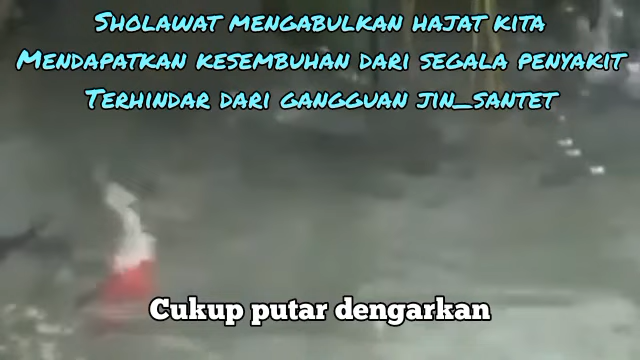 Sholawat mengabulkan hajat kita
Mendapatkan kesembuhan dari segala penyakit
Terhindar dari gangguan jin_santet
Cukup putar dengarkan